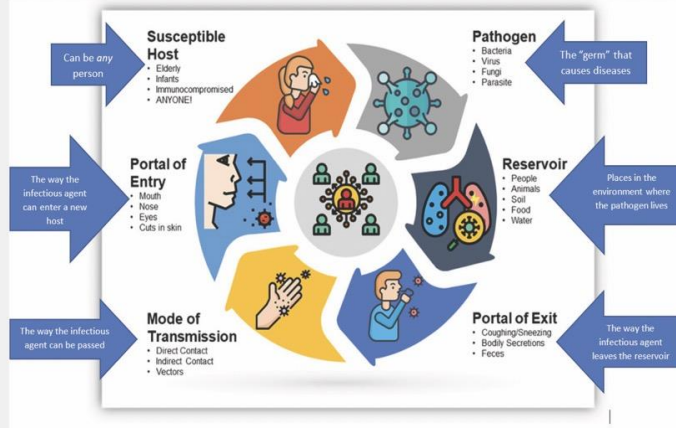 Susceptible
Host
• Elderly
• Infants
• Immunocompromised
• ANYONE!
Can be any
person
Pathogen
• Bacteria
• Virus
• Fungi
• Parasite
The "germ" that
causes diseases
Portal of
Entry
• Mouth
• Nose
• Eyes
• Cuts in skin
The way the
infectious agent
can enter a new
host
Reservoir
• People
• Animals
• Soil
• Food
• Water
Places in the
environment where
the pathogen lives
Mode of
Transmission
• Direct Contact
• Indirect Contact
• Vectors
The way the infectious
agent can be passed
Portal of Exit
• Coughing/Sneezing
• Bodily Secretions
• Feces
The way the
infectious agent
leaves the reservoir